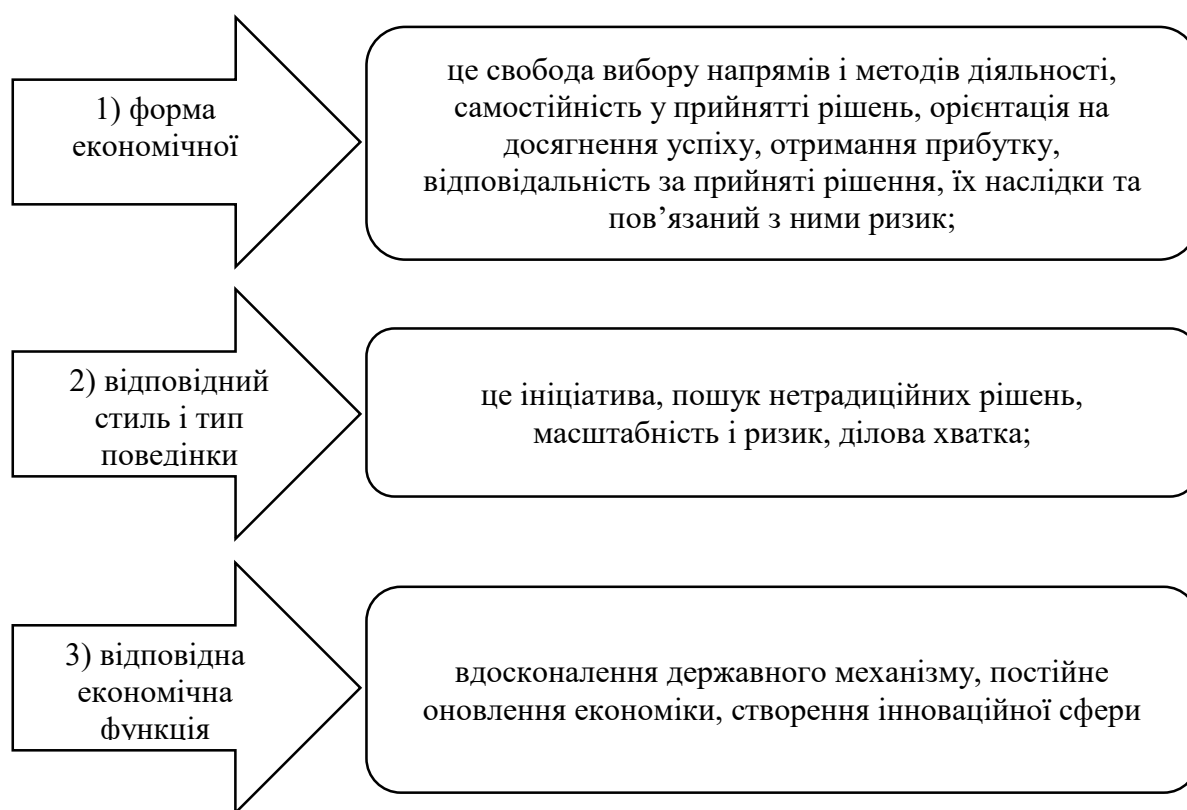 1) форма
економічної
це свобода вибору напрямів і методів діяльності,
самостійність у прийнятті рішень, орієнтація на
досягнення успіху, отримання прибутку,
відповідальність за прийняті рішення, їх наслідки та
пов’язаний з ними ризик;
2) відповідний
стиль і тип
поведінки
це ініціатива, пошук нетрадиційних рішень,
масштабність і ризик, ділова хватка;
3) відповідна
економічна
функція
вдосконалення державного механізму, постійне
оновлення економіки, створення інноваційної сфери